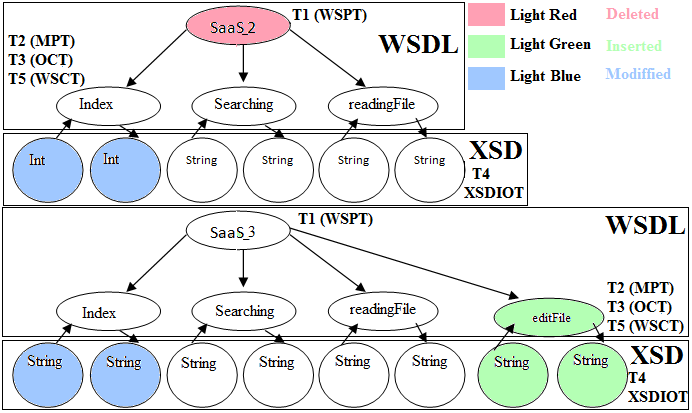 SaaS_2
T1 (WSPT)
WSDL
T2 (MPT)
T3 (OCT)
T5 (WSCT)
Index
Searching
readingFile
Light Red Deleted
Light Green Inserted
Light Blue Modiffied
Int
Int
String
String
String
String
XSD
T4
XSDIOT
SaaS_3
T1 (WSPT)
WSDL
T2 (MPT)
T3 (OCT)
T5 (WSCT)
Index
Searching
readingFile
editFile
String
String
String
String
String
String
String
String
XSD
T4
XSDIOT